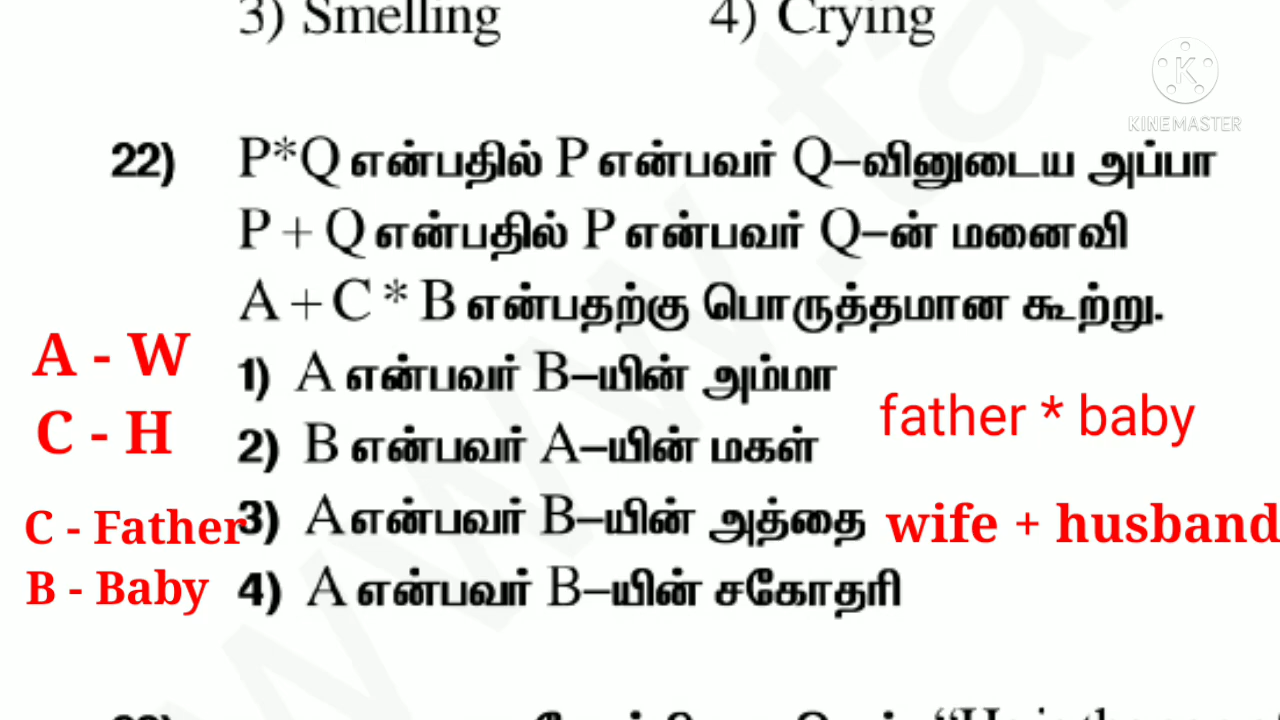 3) Smelling 4) Crying
KINEMASTER
22) P*Q என்பதில் P என்பவர் Q–வினுடைய அப்பா
P + Q என்பதில் P என்பவர் Q–ன் மனைவி
A + C * B என்பதற்கு பொருத்தமான கூற்று.
A - W
1) A என்பவர் B–யின் அம்மா
father * baby
C - H
2) B என்பவர் A–யின் மகள்
C - Father
3) A என்பவர் B–யின் அத்தை
wife + husband
B - Baby
4) A என்பவர் B–யின் சகோதரி